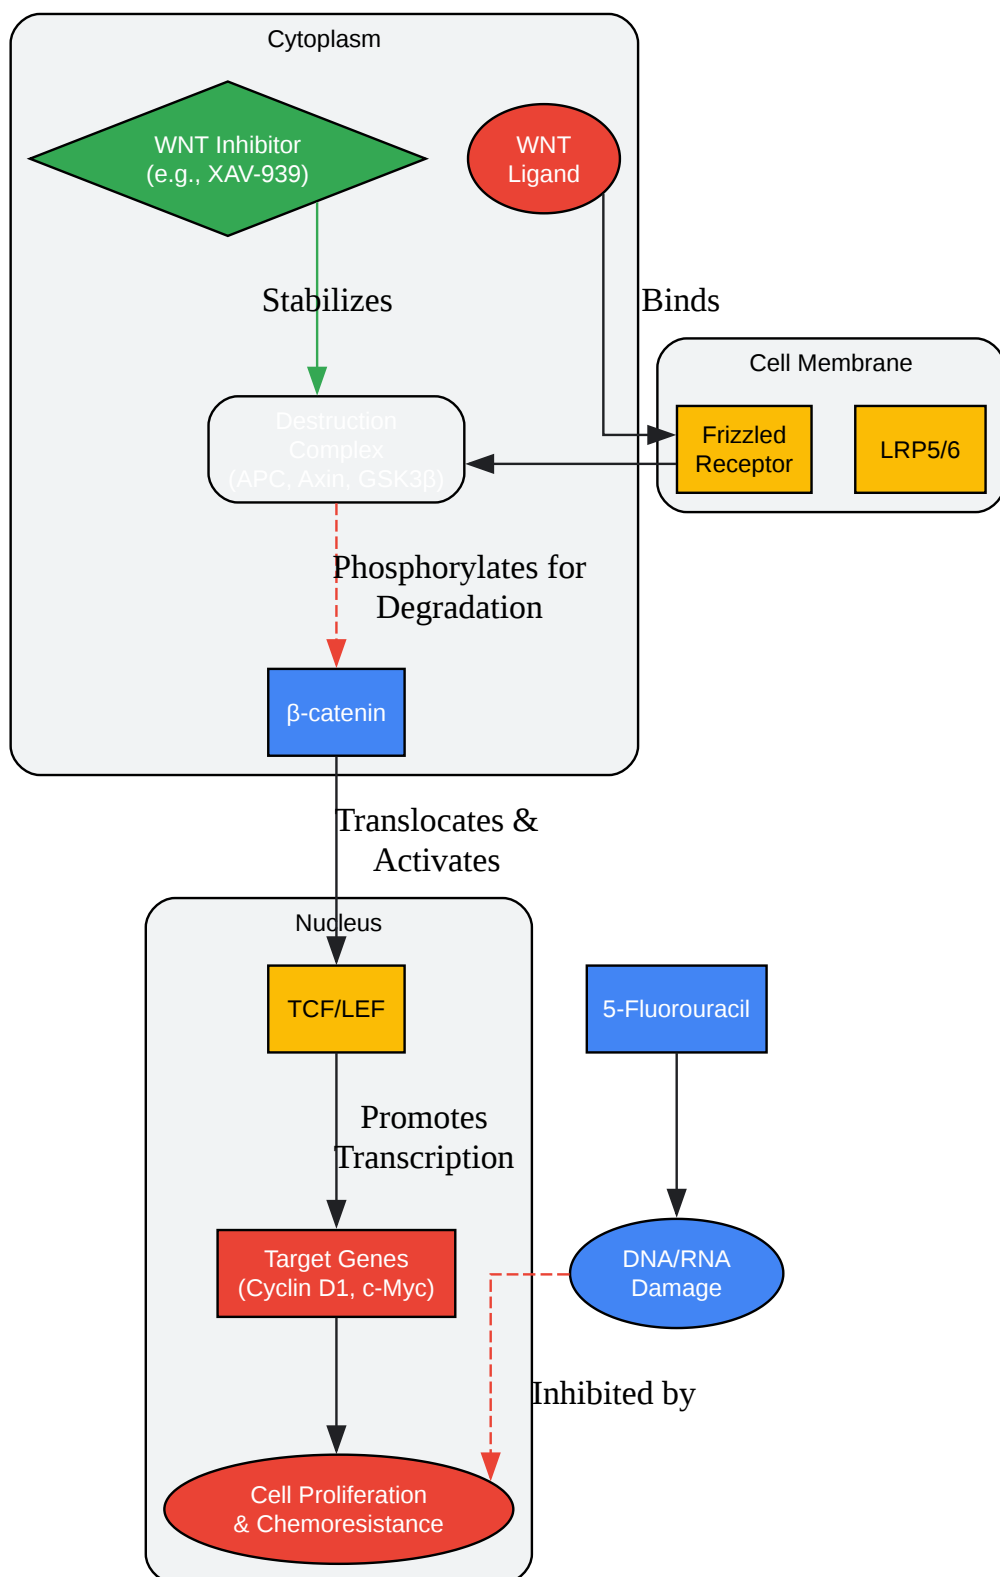 Cytoplasm
WNT Inhibitor
(e.g., XAV-939)
WNT
Ligand
Stabilizes
Binds
Cell Membrane
Frizzled
Receptor
LRP5/6
Destruction
Complex
(APC, Axin, GSK3β)
Phosphorylates for
Degradation
β-catenin
Translocates &
Activates
Nucleus
TCF/LEF
5-Fluorouracil
Promotes
Transcription
Target Genes
(Cyclin D1, c-Myc)
DNA/RNA
Damage
Inhibited by
Cell Proliferation
& Chemoresistance